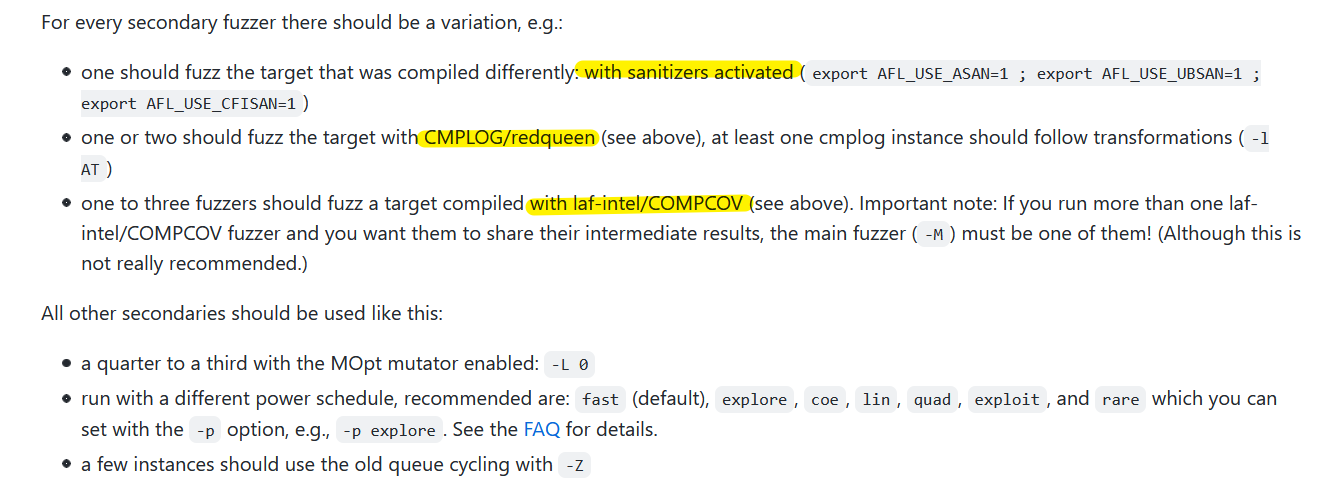 For every secondary fuzzer there should be a variation, e.g.:
one should fuzz the target that was compiled differently: with sanitizers activated ( export AFL_USE_ASAN=1 ; export AFL_USE_UBSAN=1 ;
export AFL_USE_CFISAN=1 )
one or two should fuzz the target with CMPLOG/redqueen (see above), at least one cmplog instance should follow transformations ( -l
AT )
one to three fuzzers should fuzz a target compiled with laf-intel/COMPCOV (see above). Important note: If you run more than one laf-
intel/COMPCOV fuzzer and you want them to share their intermediate results, the main fuzzer ( -M ) must be one of them! (Although this is
not really recommended.)
All other secondaries should be used like this:
a quarter to a third with the MOpt mutator enabled: -L 0
run with a different power schedule, recommended are: fast (default), explore , coe , lin , quad , exploit , and rare which you can
set with the -p option, e.g., -p explore . See the FAQ for details.
a few instances should use the old queue cycling with -Z